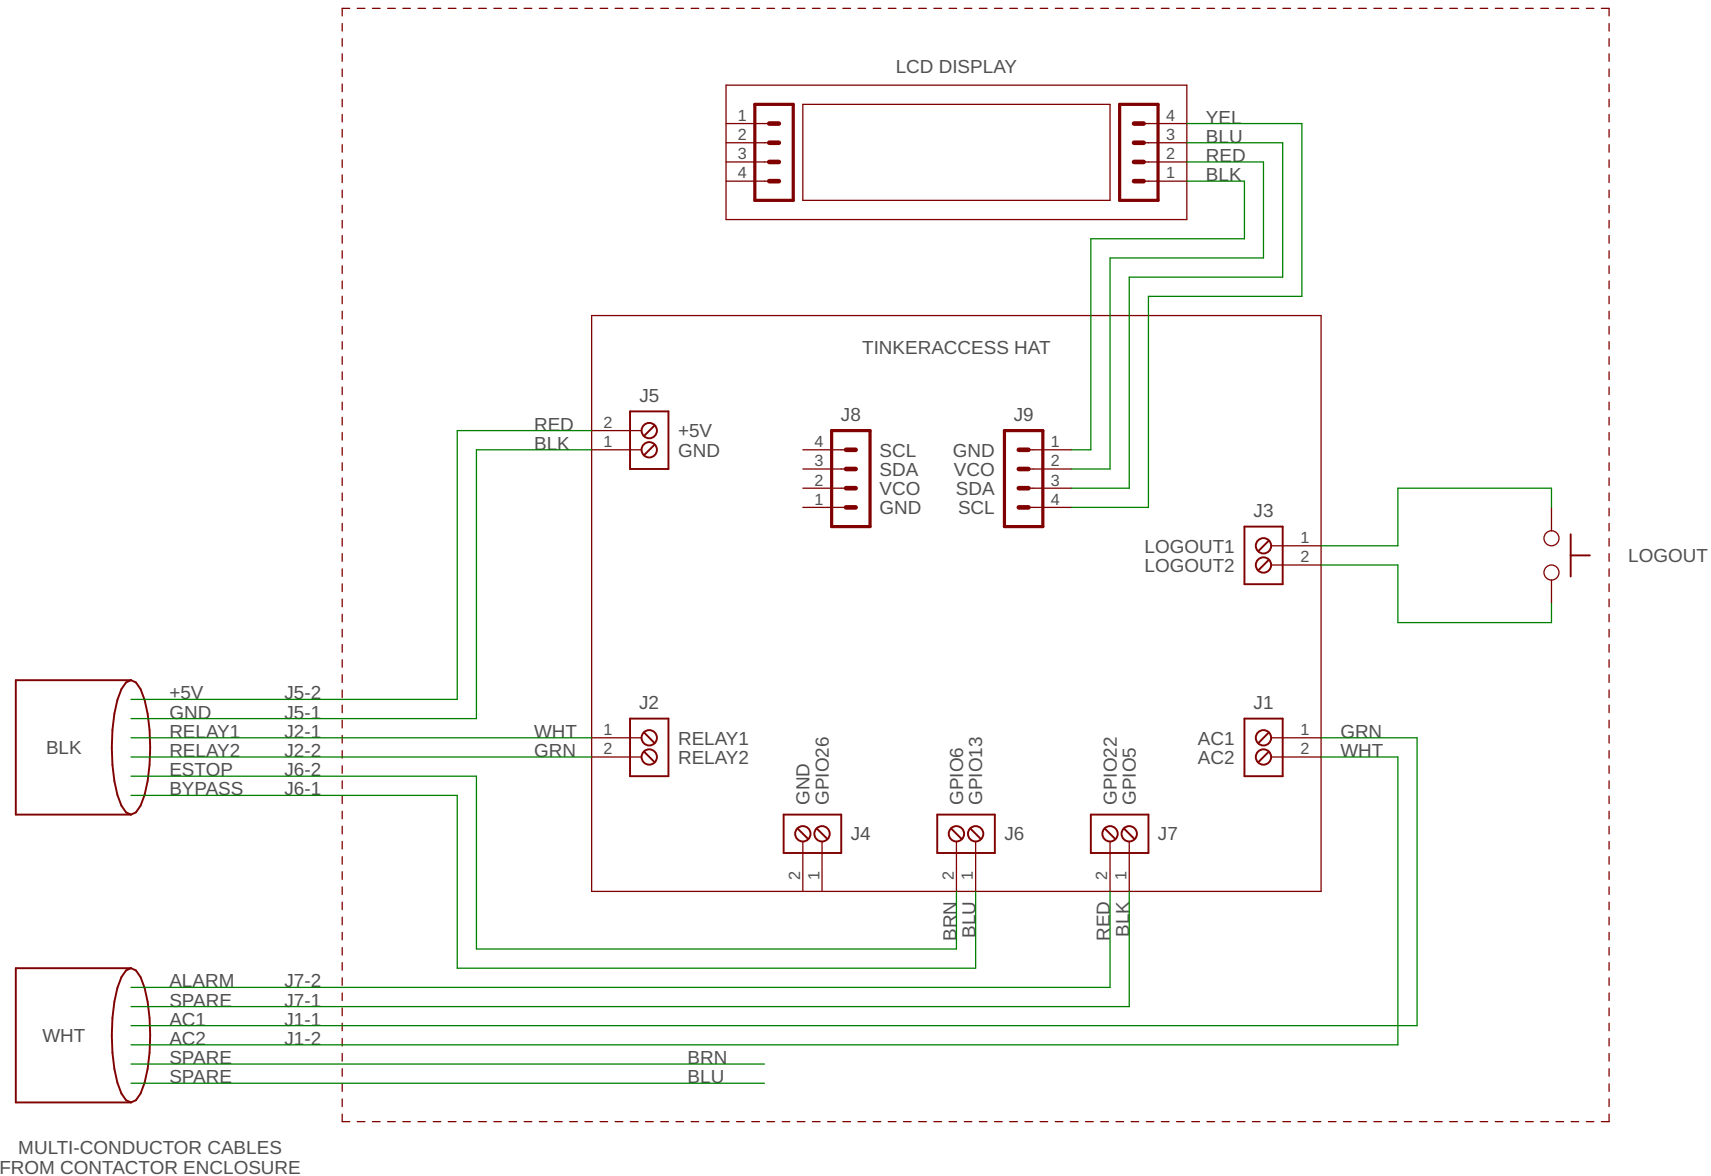 LCD DISPLAY
1
2
3
4
4 YEL
3 BLU
2 RED
1 BLK
TINKERACCESS HAT
J5
RED 2 +5V
BLK 1 GND
J8
4 SCL
3 SDA
2 VCO
1 GND
J9
GND 1
VCO 2
SDA 3
SCL 4
J3
LOGOUT1 1
LOGOUT2 2
LOGOUT
BLK
+5V J5-2
GND J5-1
RELAY1 J2-1
RELAY2 J2-2
ESTOP J6-2
BYPASS J6-1
J2
WHT 1 RELAY1
GRN 2 RELAY2
J1
AC1 1 GRN
AC2 2 WHT
GND
GPIO26
J4
2
1
GPIO6
GPIO13
J6
2
1
BRN
BLU
GPIO22
GPIO5
J7
2
1
RED
BLK
WHT
ALARM J7-2
SPARE J7-1
AC1 J1-1
AC2 J1-2
SPARE BRN
SPARE BLU
MULTI-CONDUCTOR CABLES
FROM CONTACTOR ENCLOSURE